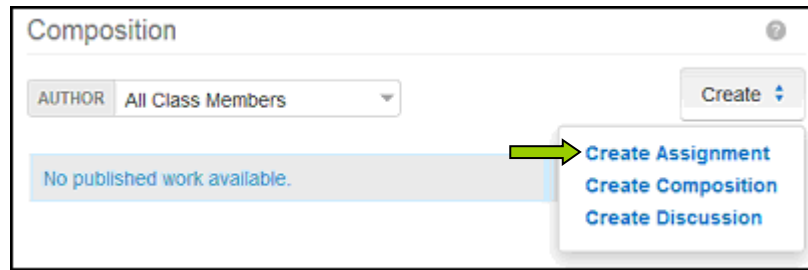 Composition
AUTHOR All Class Members
Create
Create Assignment
No published work available.
Create Composition
Create Discussion